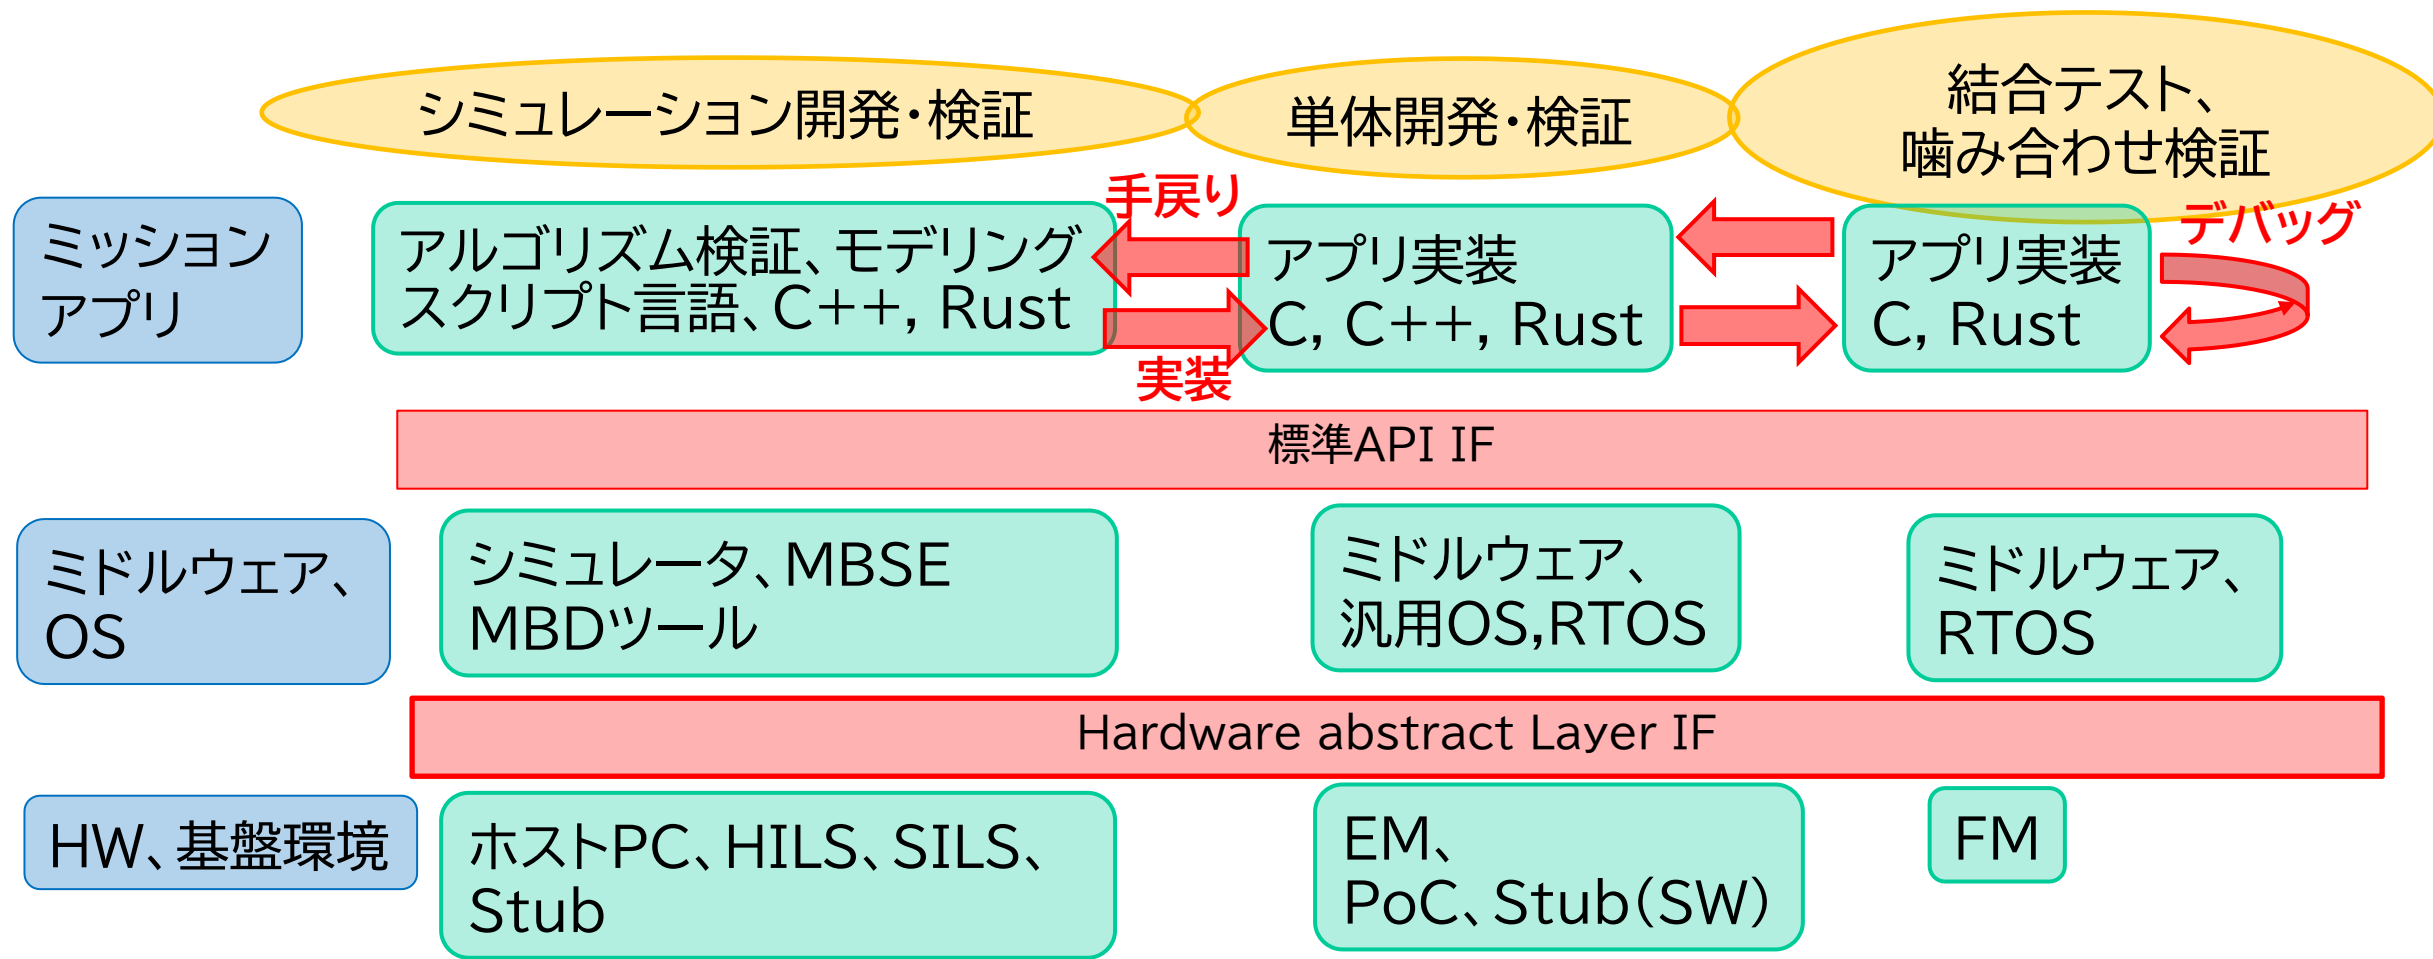 シミュレーション開発・検証
単体開発・検証
結合テスト、
噛み合わせ検証
ミッション
アプリ
アルゴリズム検証、モデリング
スクリプト言語、C++, Rust
手戻り
実装
アプリ実装
C, C++, Rust
アプリ実装
C, Rust
デバッグ
標準API IF
ミドルウェア、
OS
シミュレータ、MBSE
MBDツール
ミドルウェア、
汎用OS,RTOS
ミドルウェア、
RTOS
Hardware abstract Layer IF
HW、基盤環境
ホストPC、HILS、SILS、
Stub
EM、
PoC、Stub(SW)
FM